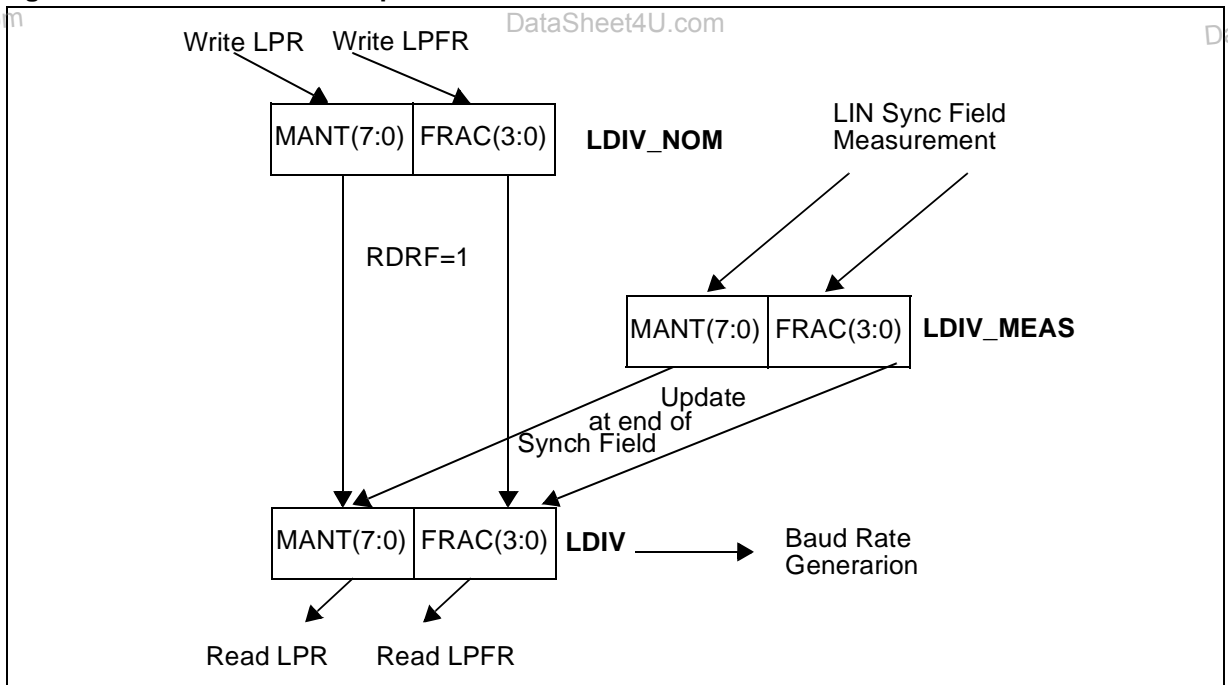 DataSheet4U.com
Write LPR Write LPFR
LIN Sync Field
Measurement
MANT(7:0) FRAC(3:0) LDIV_NOM
RDRF=1
MANT(7:0) FRAC(3:0) LDIV_MEAS
Update
at end of
Synch Field
MANT(7:0) FRAC(3:0) LDIV
Baud Rate
Generarion
Read LPR Read LPFR